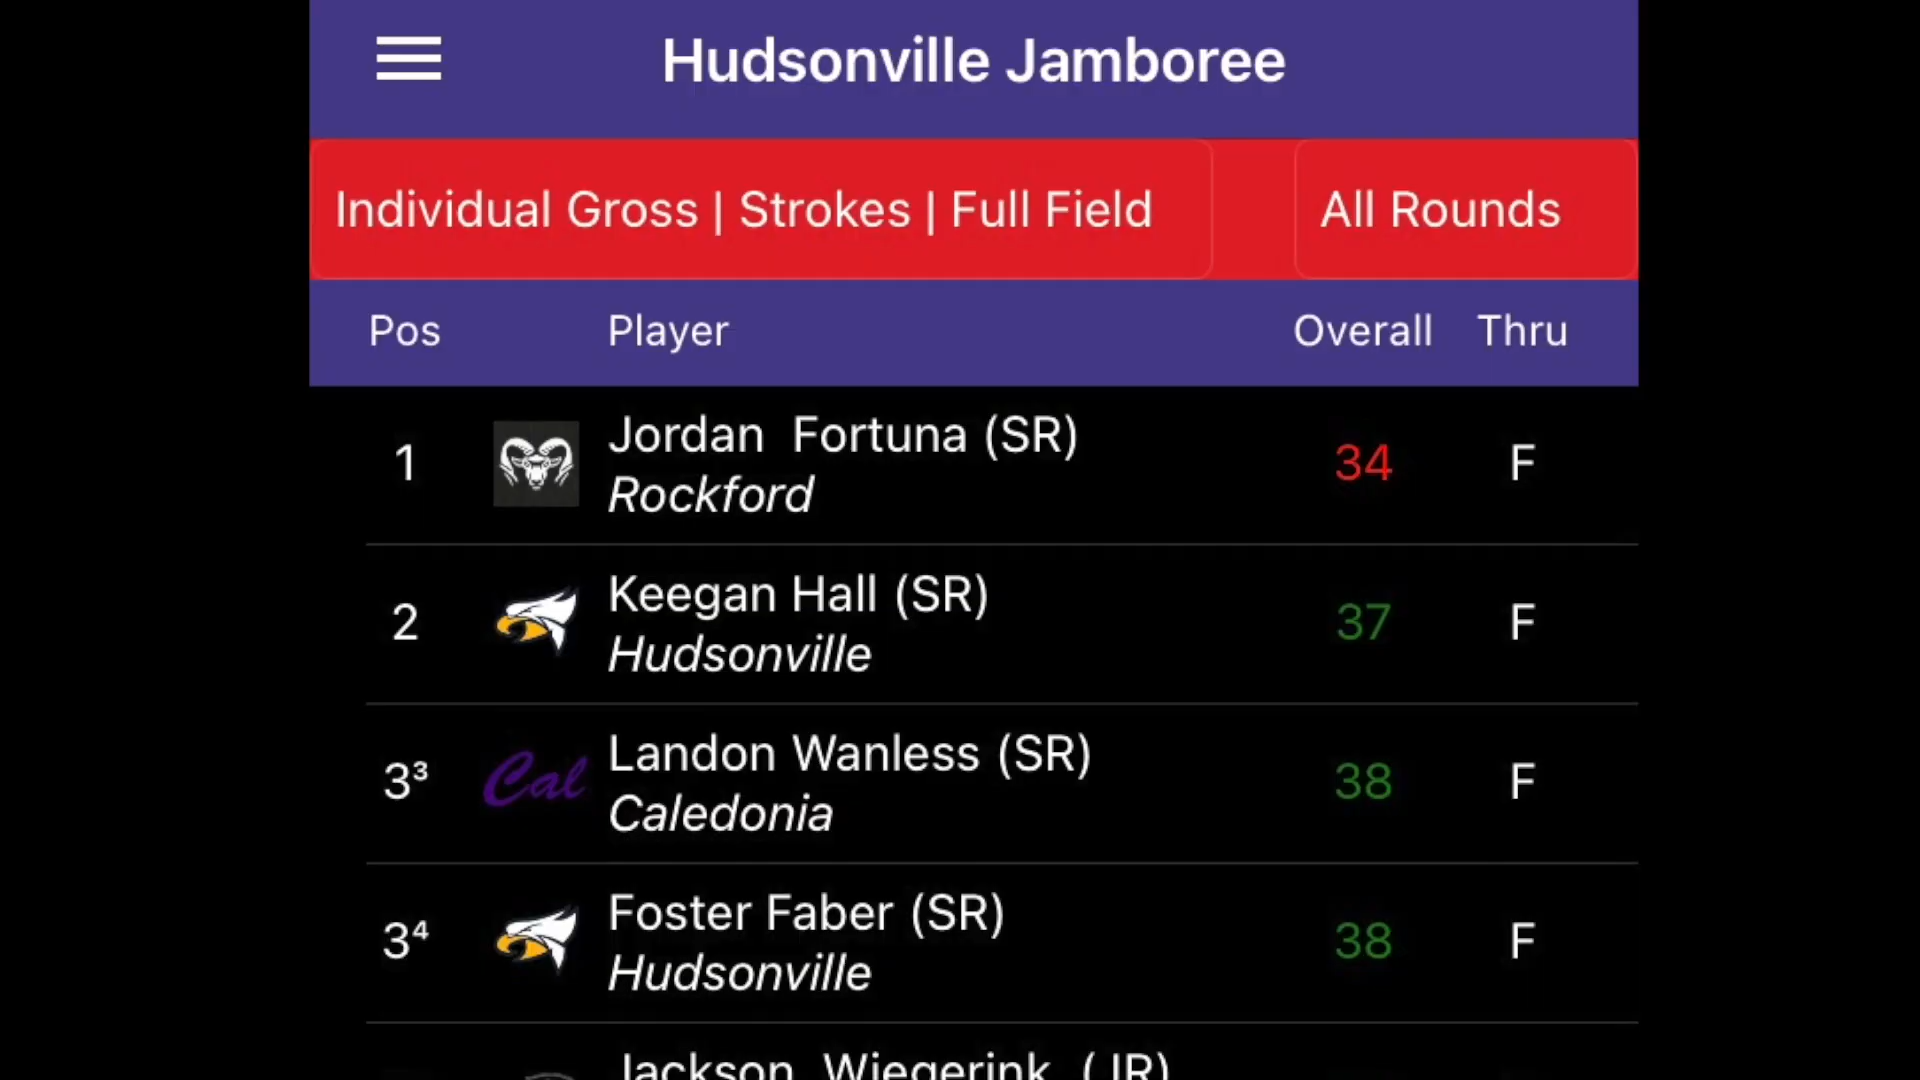 Hudsonville Jamboree
Individual Gross | Strokes | Full Field All Rounds
Pos Player Overall Thru
1 Jordan Fortuna (SR) 34 F
Rockford
2 Keegan Hall (SR) 37 F
Hudsonville
3³ Cal Landon Wanless (SR) 38 F
Caledonia
3⁴ Foster Faber (SR) 38 F
Hudsonville
Jackson Wiegerink (JR)